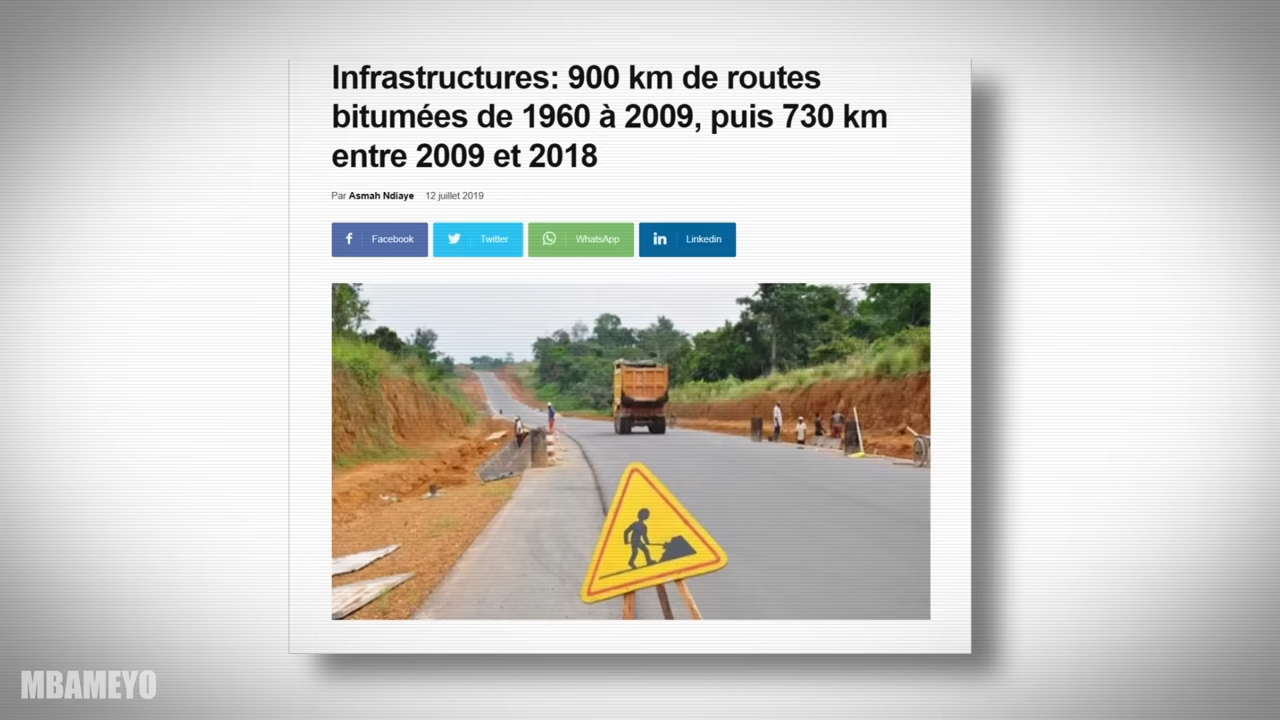 Infrastructures: 900 km de routes
bitumées de 1960 à 2009, puis 730 km
entre 2009 et 2018
Par Asmah Ndiaye 12 juillet 2019
Facebook Twitter WhatsApp Linkedin
MBAMEYO